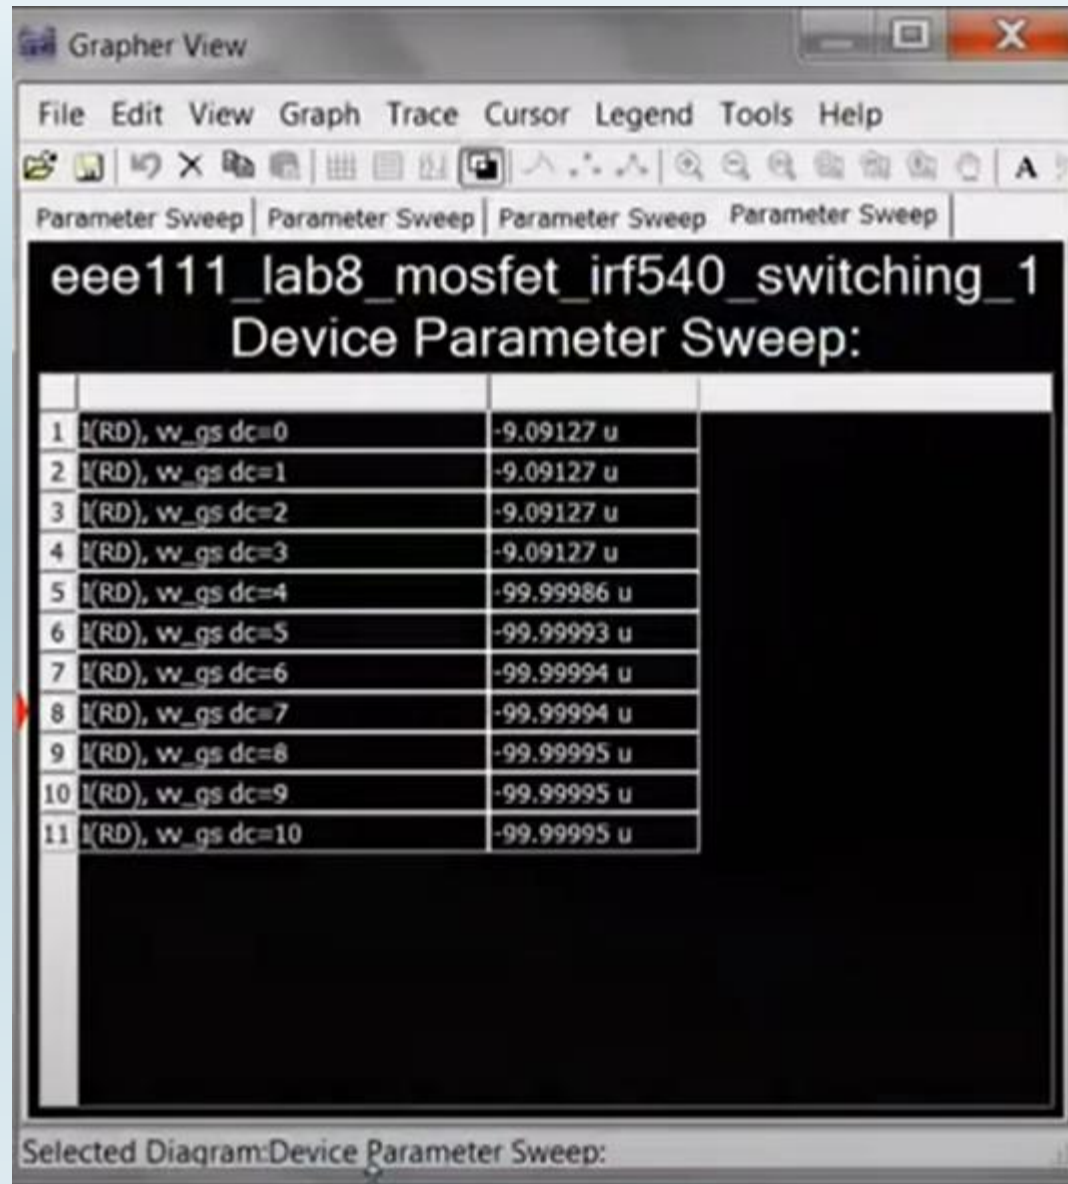 Grapher View
File Edit View Graph Trace Cursor Legend Tools Help
A
Parameter Sweep Parameter Sweep Parameter Sweep Parameter Sweep
eee111_lab8_mosfet_irf540_switching_1
Device Parameter Sweep:
1 I(RD), vv_gs dc=0 -9.09127 u
2 I(RD), vv_gs dc=1 -9.09127 u
3 I(RD), vv_gs dc=2 -9.09127 u
4 I(RD), vv_gs dc=3 -9.09127 u
5 I(RD), vv_gs dc=4 -99.99986 u
6 I(RD), vv_gs dc=5 -99.99993 u
7 I(RD), vv_gs dc=6 -99.99994 u
8 I(RD), vv_gs dc=7 -99.99994 u
9 I(RD), vv_gs dc=8 -99.99995 u
10 I(RD), vv_gs dc=9 -99.99995 u
11 I(RD), vv_gs dc=10 -99.99995 u
Selected Diagram:Device Parameter Sweep: